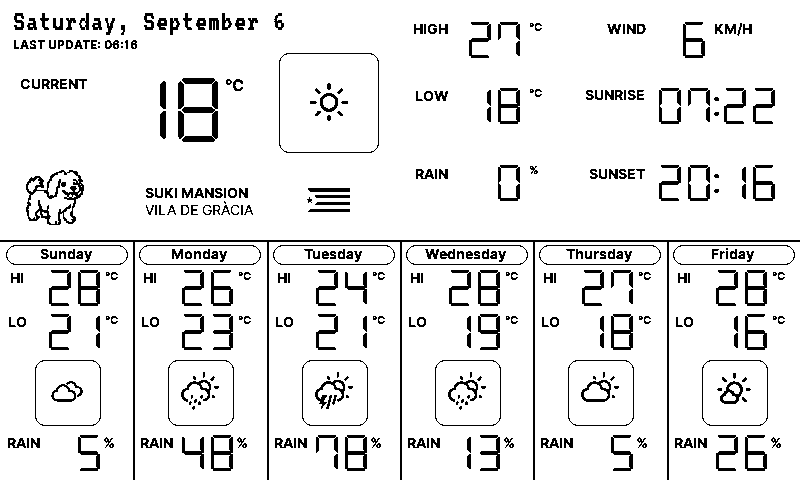 Saturday, September 6
LAST UPDATE: 06:16
CURRENT 18 °C
SUKI MANSION
VILA DE GRÀCIA
HIGH 27 °C
LOW 18 °C
RAIN 0 %
WIND 6 KM/H
SUNRISE 07:22
SUNSET 20:16
Sunday
HI 28 °C
LO 21 °C
RAIN 5 %
Monday
HI 26 °C
LO 23 °C
RAIN 48 %
Tuesday
HI 24 °C
LO 21 °C
RAIN 78 %
Wednesday
HI 28 °C
LO 19 °C
RAIN 13 %
Thursday
HI 27 °C
LO 18 °C
RAIN 5 %
Friday
HI 28 °C
LO 16 °C
RAIN 26 %